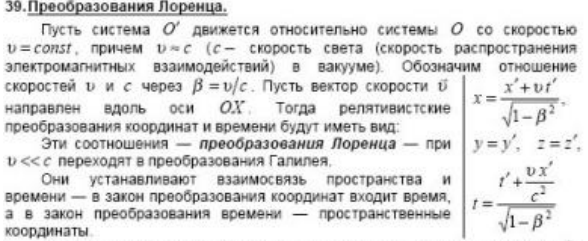 39.Преобразования Лоренца.
Пусть система O′ движется относительно системы O со скоростью
υ=const, причем υ≈c (c – скорость света (скорость распространения
электромагнитных взаимодействий) в вакууме). Обозначим отношение
скоростей υ и c через β=υ/c. Пусть вектор скорости υ⃗
направлен вдоль оси OX. Тогда релятивистские
преобразования координат и времени будут иметь вид:
Эти соотношения — преобразования Лоренца — при
υ<<c переходят в преобразования Галилея.
Они устанавливают взаимосвязь пространства и
времени — в закон преобразования координат входит время,
а в закон преобразования времени — пространственные
координаты.
x = (x′ + υt′)/√(1−β²),
y = y′, z = z′,
t = (t′ + υx′/c²)/√(1−β²)